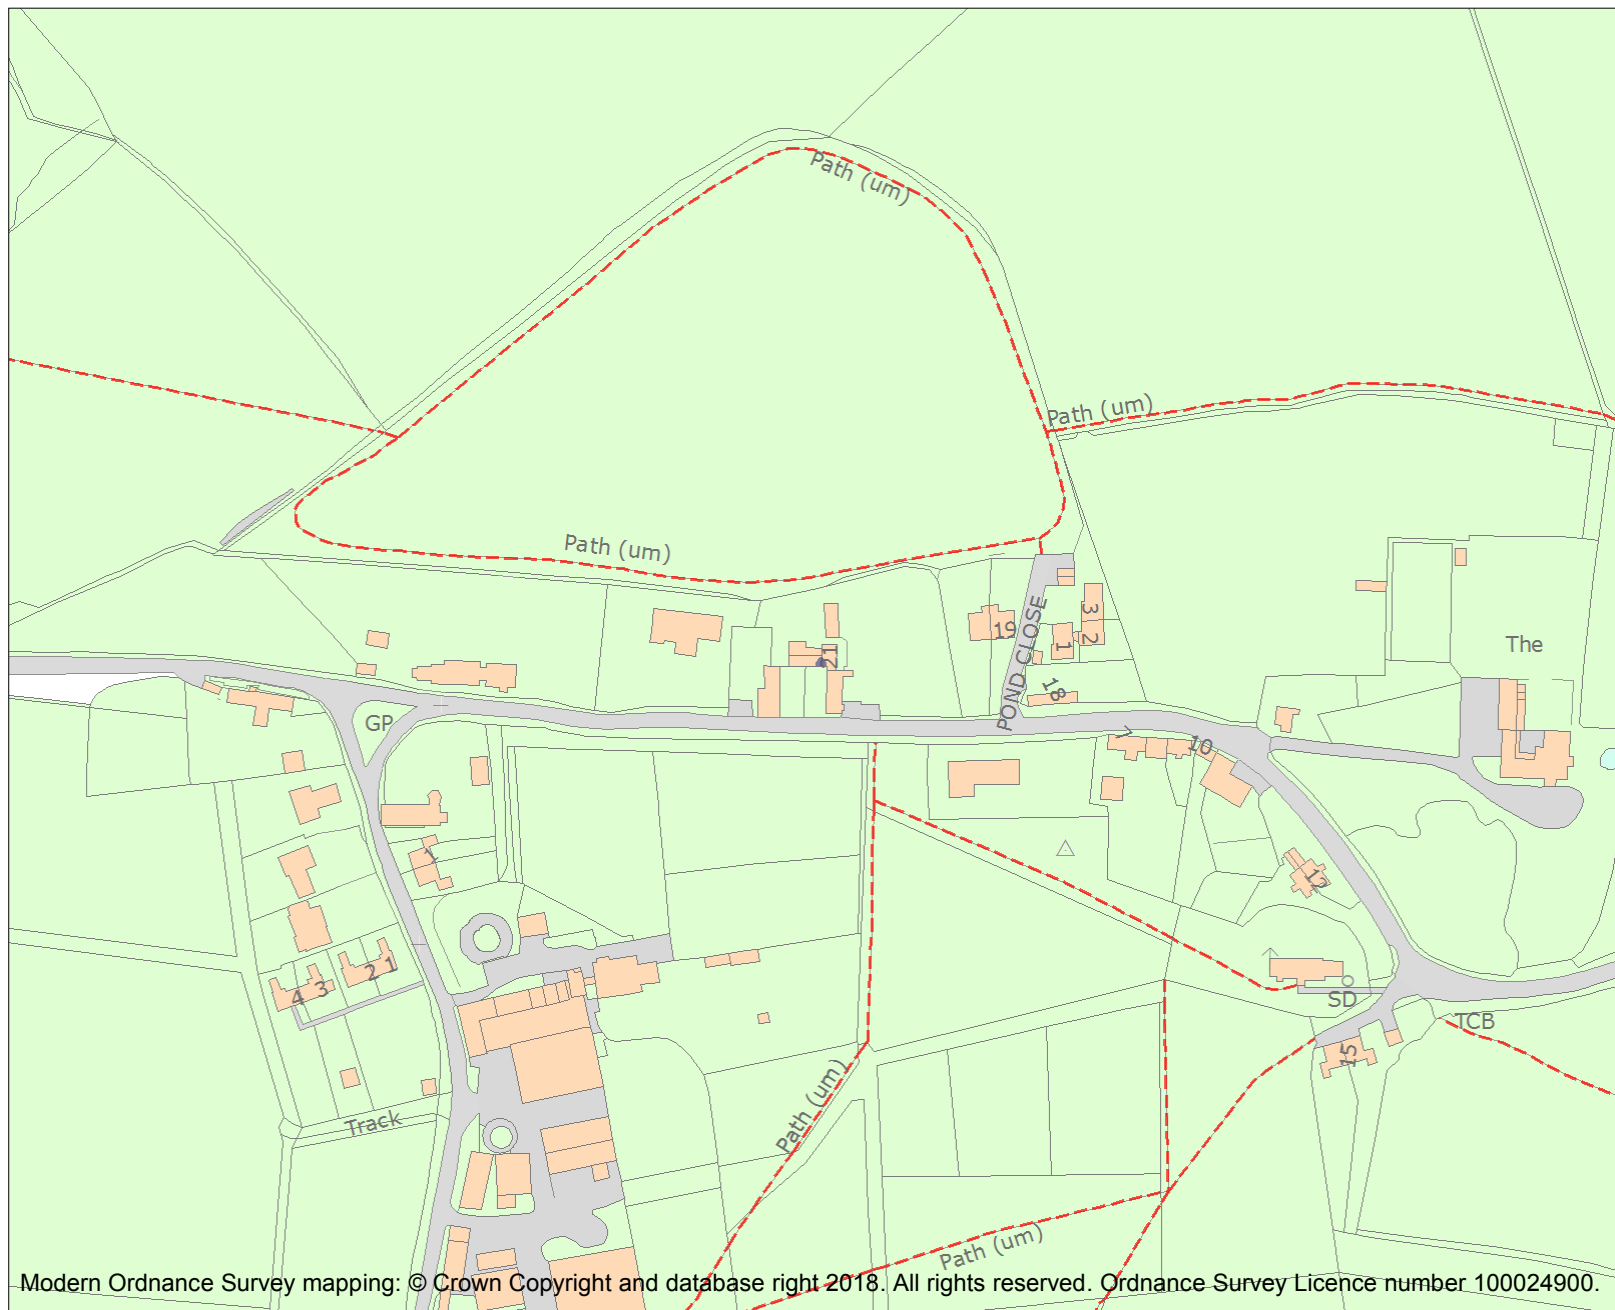 Path (um)
Path (um)
Path (um)
POND CLOSE
19
3
2
1
18
21
The
GP
7
10
1
12
2 1
4 3
SD
TCB
15
Track
Path (um)
Path (um)
Modern Ordnance Survey mapping: © Crown Copyright and database right 2018. All rights reserved. Ordnance Survey Licence number 100024900.